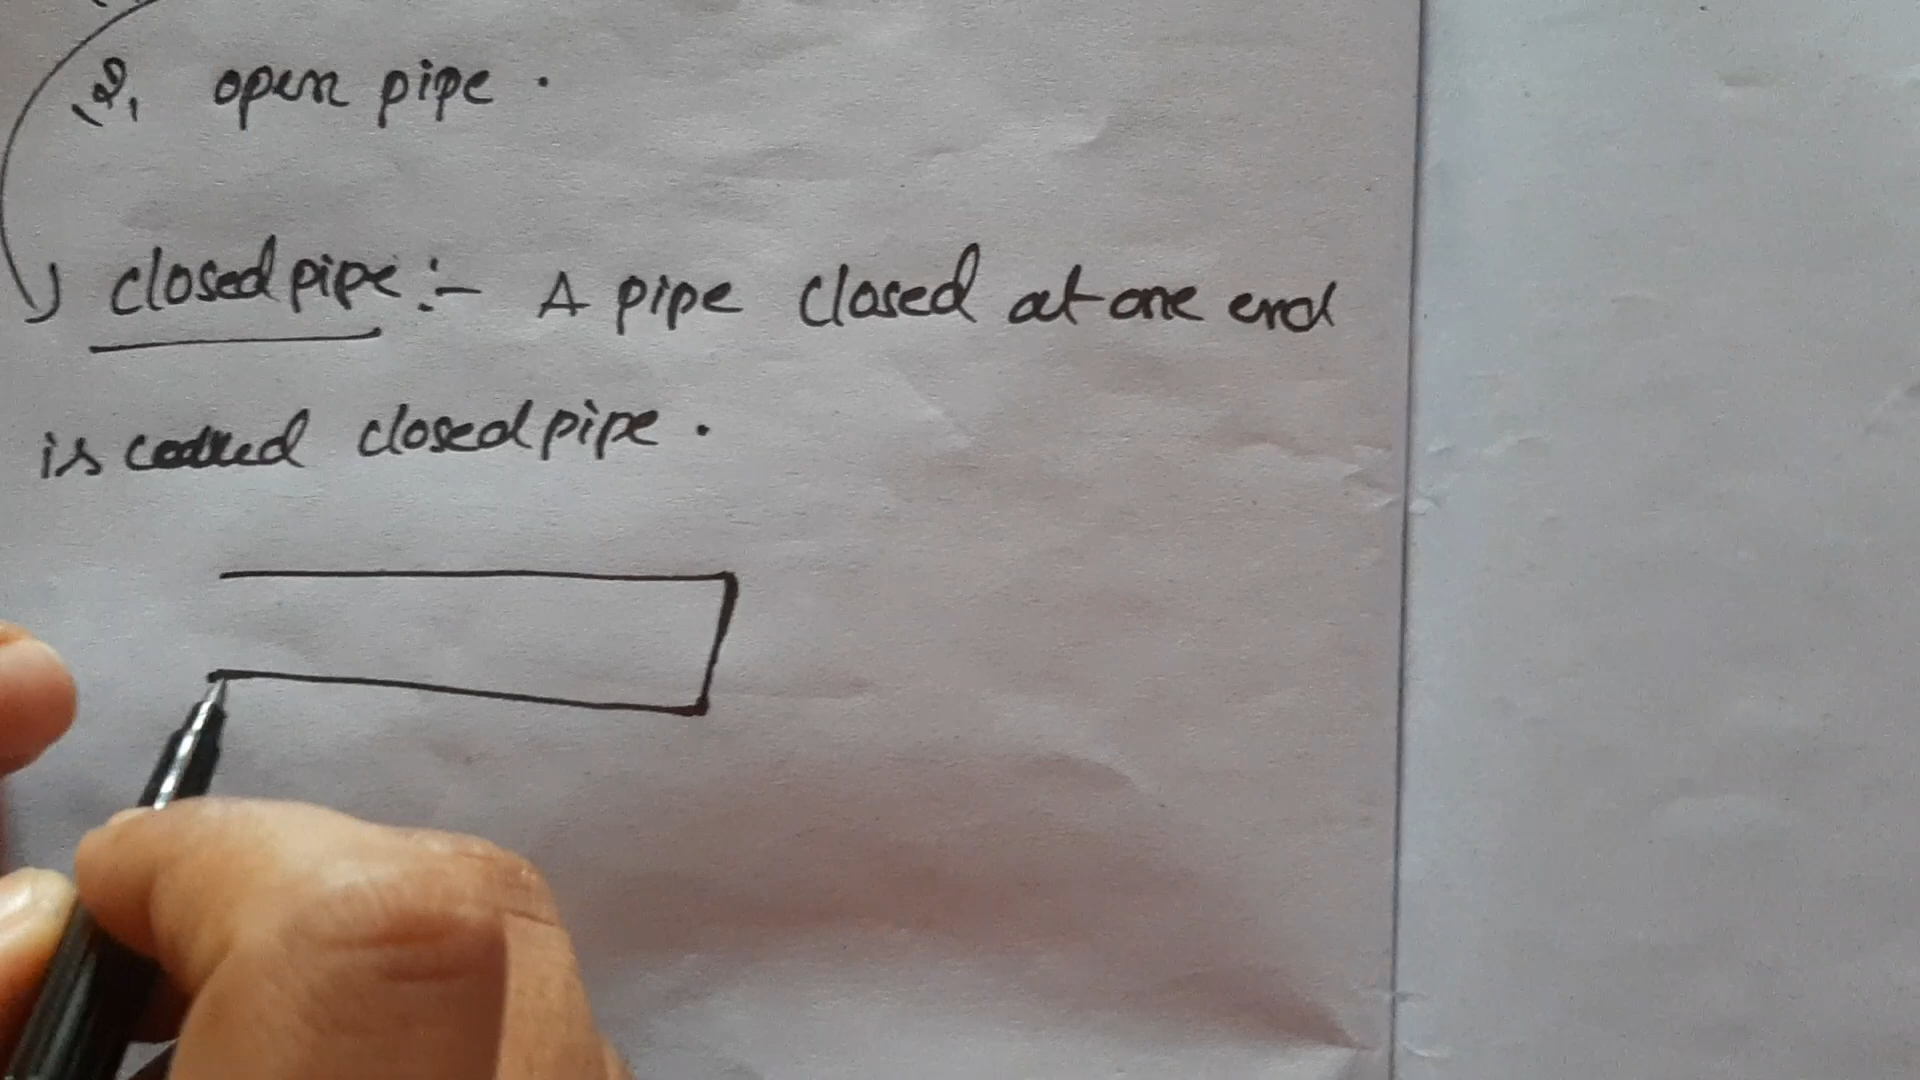 (2) open pipe.
) closed pipe :- A pipe closed at one end
is called closed pipe.